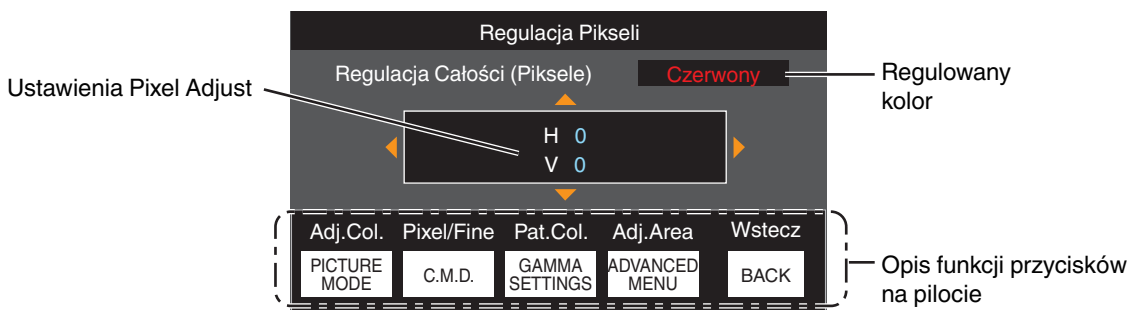 Regulacja Pikseli
Regulacja Całości (Piksele) Czerwony
Ustawienia Pixel Adjust
Regulowany
kolor
H 0
V 0
Adj.Col. Pixel/Fine Pat.Col. Adj.Area Wstecz
PICTURE
MODE
C.M.D.
GAMMA
SETTINGS
ADVANCED
MENU
BACK
Opis funkcji przycisków
na pilocie